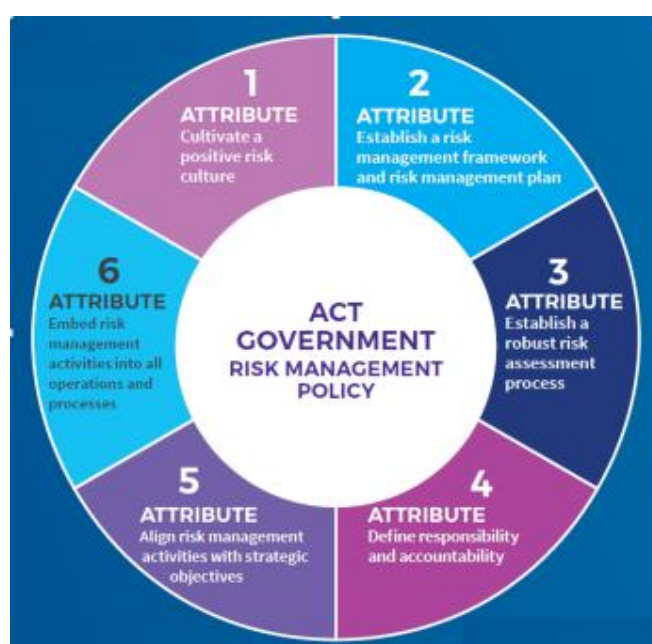 1
ATTRIBUTE
Cultivate a
positive risk
culture
2
ATTRIBUTE
Establish a risk
management framework
and risk management plan
3
ATTRIBUTE
Establish a
robust risk
assessment
process
4
ATTRIBUTE
Define responsibility
and accountability
5
ATTRIBUTE
Align risk management
activities with strategic
objectives
6
ATTRIBUTE
Embed risk
management
activities into all
operations and
processes
ACT
GOVERNMENT
RISK MANAGEMENT
POLICY